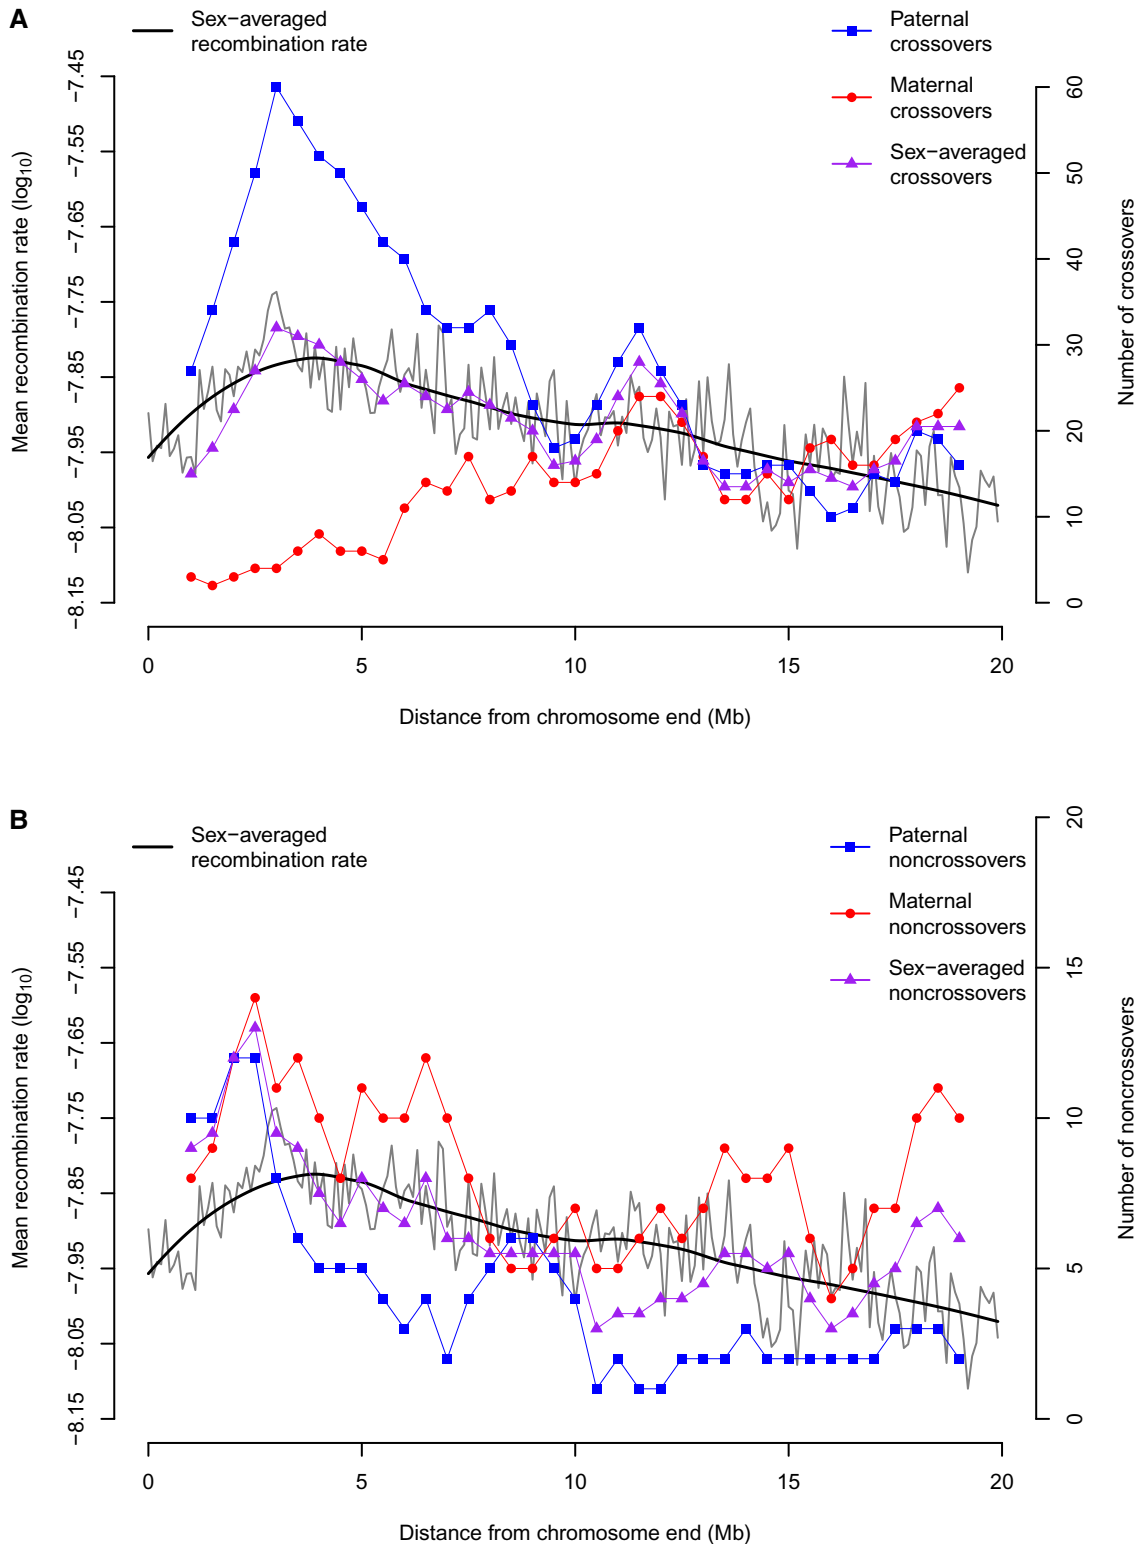 A
Sex−averaged
recombination rate
Paternal
crossovers
Maternal
crossovers
Sex−averaged
crossovers
Mean recombination rate (log10)
−7.45
−7.55
−7.65
−7.75
−7.85
−7.95
−8.05
−8.15
60
50
40
30
20
10
0
Number of crossovers
0 5 10 15 20
Distance from chromosome end (Mb)
B
Sex−averaged
recombination rate
Paternal
noncrossovers
Maternal
noncrossovers
Sex−averaged
noncrossovers
Mean recombination rate (log10)
−7.45
−7.55
−7.65
−7.75
−7.85
−7.95
−8.05
−8.15
20
15
10
5
0
Number of noncrossovers
0 5 10 15 20
Distance from chromosome end (Mb)